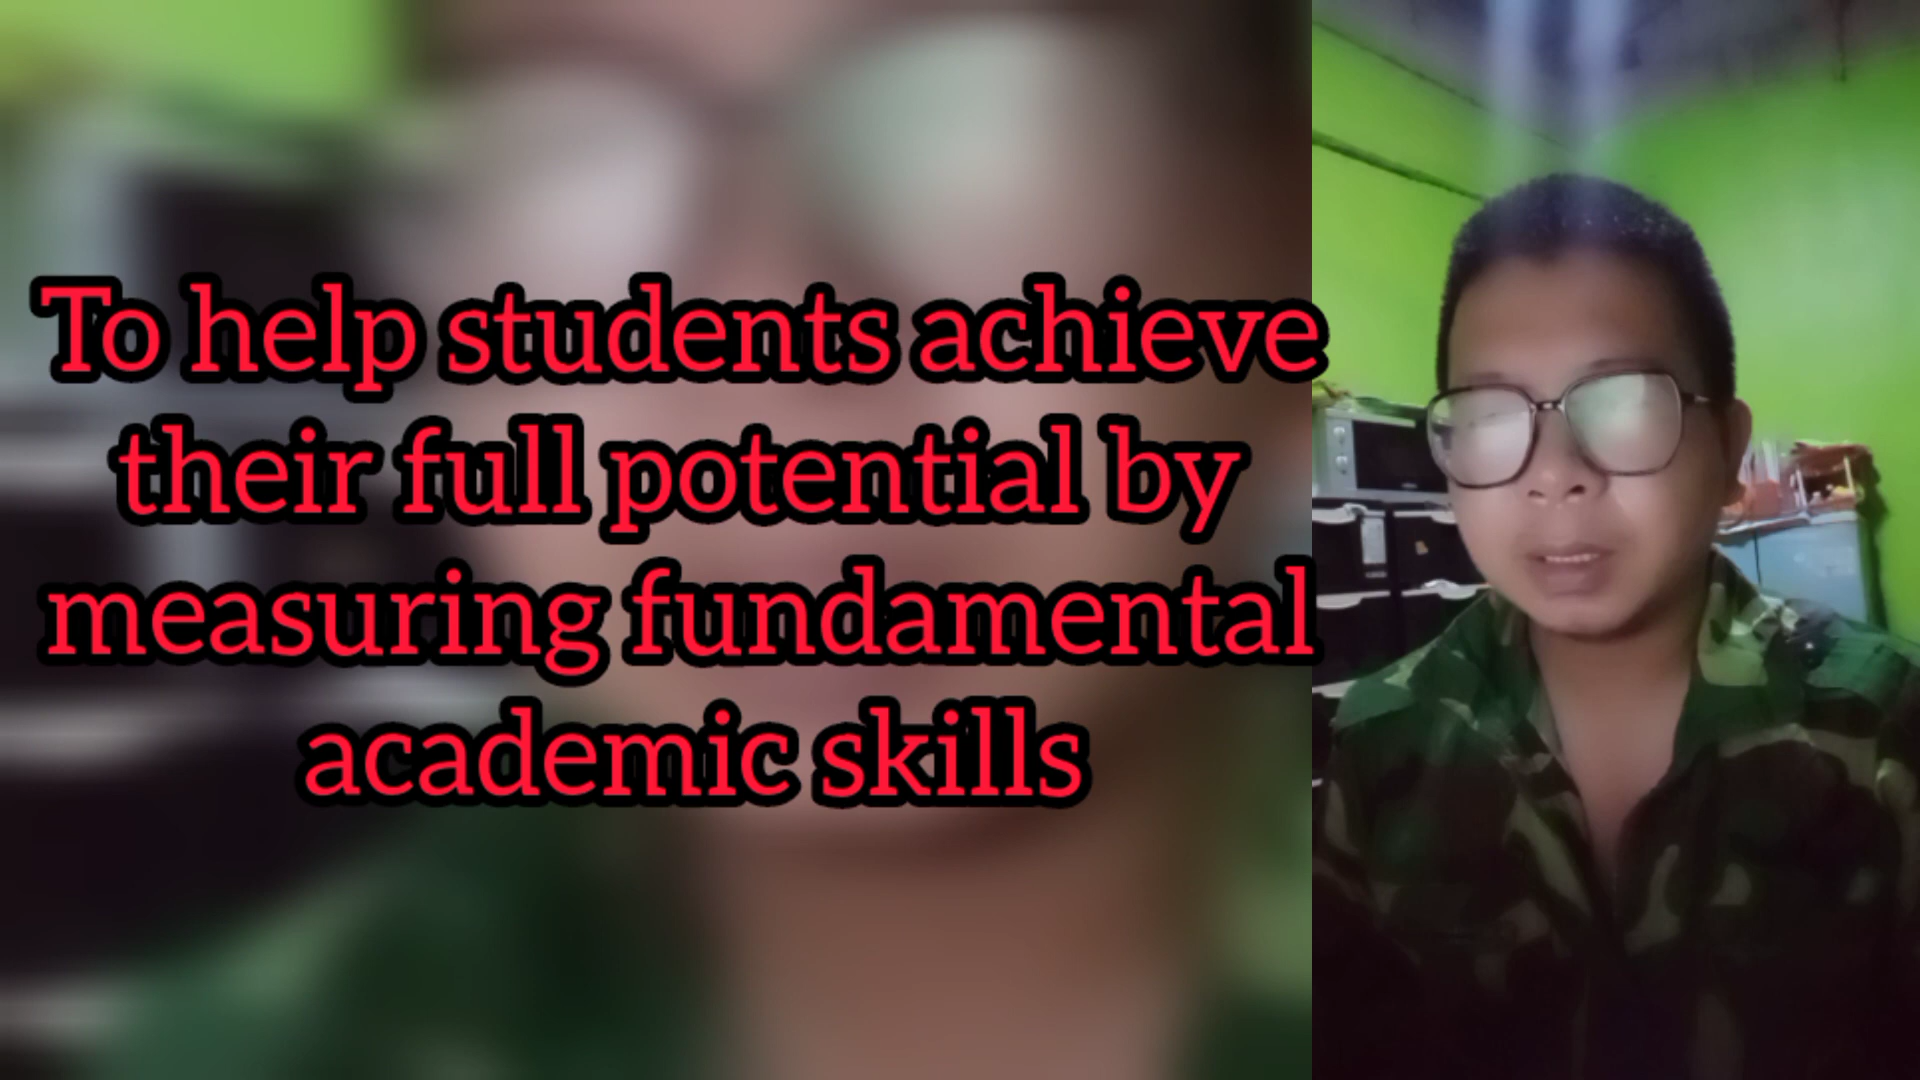 To help students achieve
their full potential by
measuring fundamental
academic skills